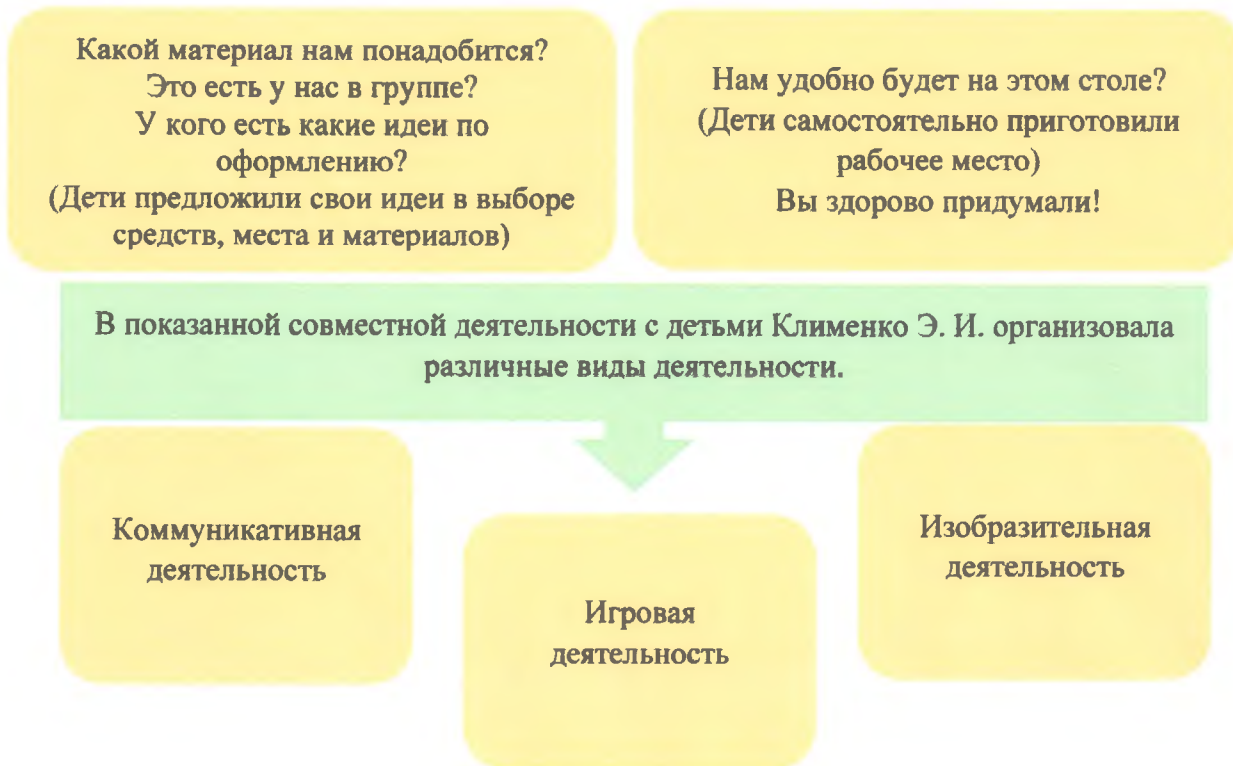 Какой материал нам понадобится?
Это есть у нас в группе?
У кого есть какие идеи по
оформлению?
(Дети предложили свои идеи в выборе
средств, места и материалов)
Нам удобно будет на этом столе?
(Дети самостоятельно приготовили
рабочее место)
Вы здорово придумали!
В показанной совместной деятельности с детьми Клименко Э. И. организовала
различные виды деятельности.
Коммуникативная
деятельность
Игровая
деятельность
Изобразительная
деятельность